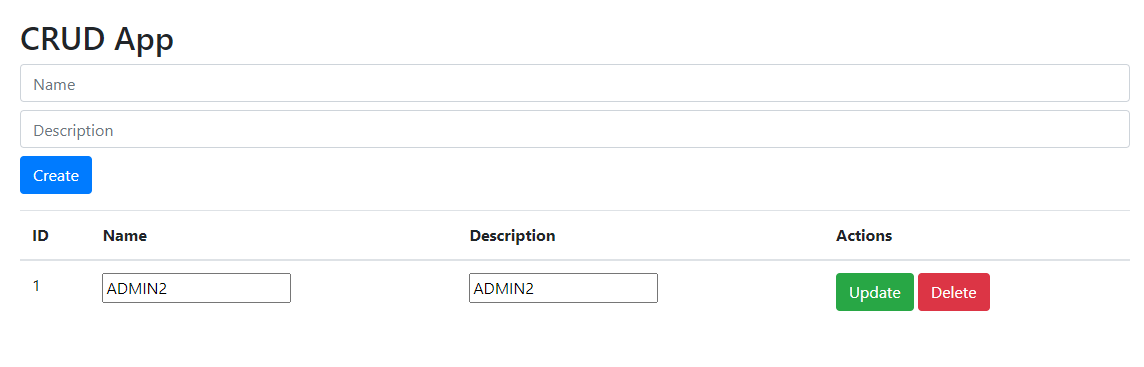 CRUD App
Name
Description
Create
ID Name Description Actions
1 ADMIN2 ADMIN2 Update Delete